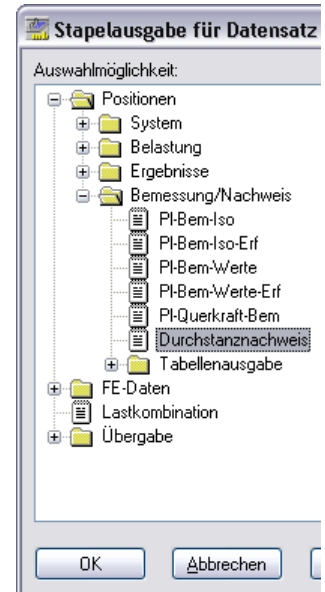 Stapelausgabe für Datensatz
Auswahlmöglichkeit:
Positionen
System
Belastung
Ergebnisse
Bemessung/Nachweis
Pl-Bem-Iso
Pl-Bem-Iso-Erf
Pl-Bem-Werte
Pl-Bem-Werte-Erf
Pl-Querkraft-Bem
Durchstanznachweis
Tabellenausgabe
FE-Daten
Lastkombination
Übergabe
OK
Abbrechen